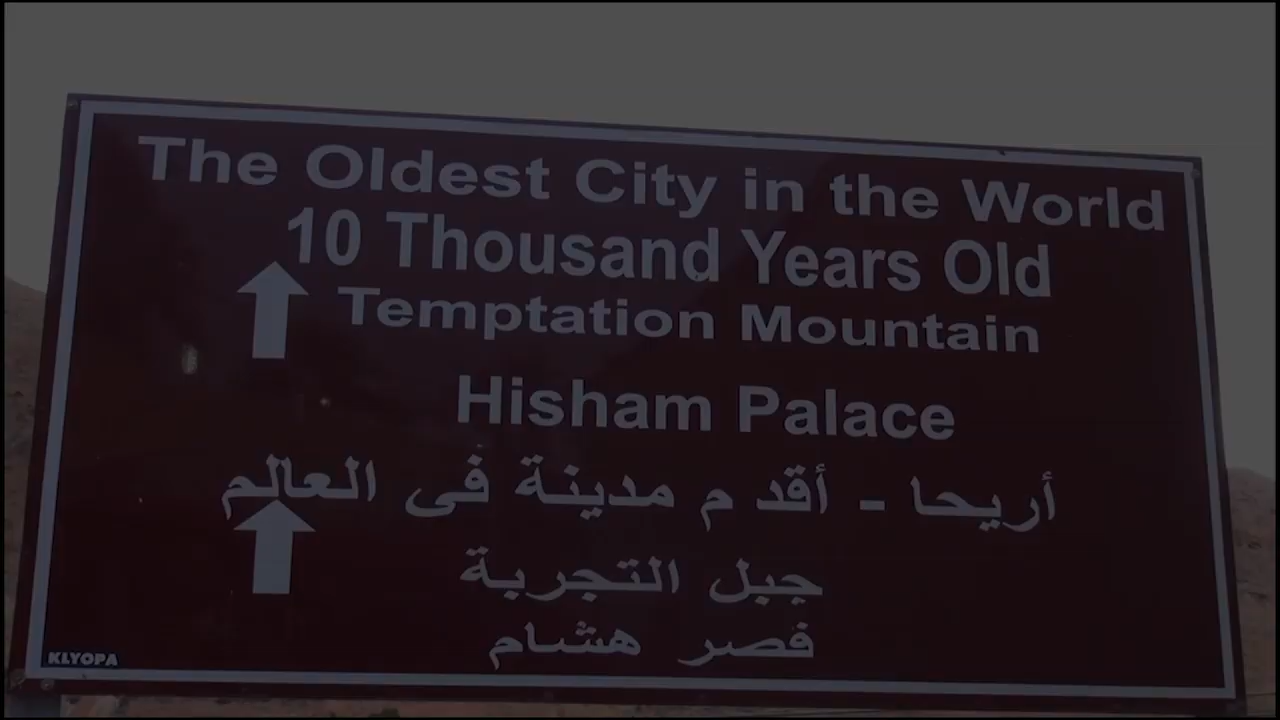 The Oldest City in the World
10 Thousand Years Old
Temptation Mountain
Hisham Palace
أريحا - أقد م مدينة فى العالم
جبل التجربة
قصر هشام
KLYOPA